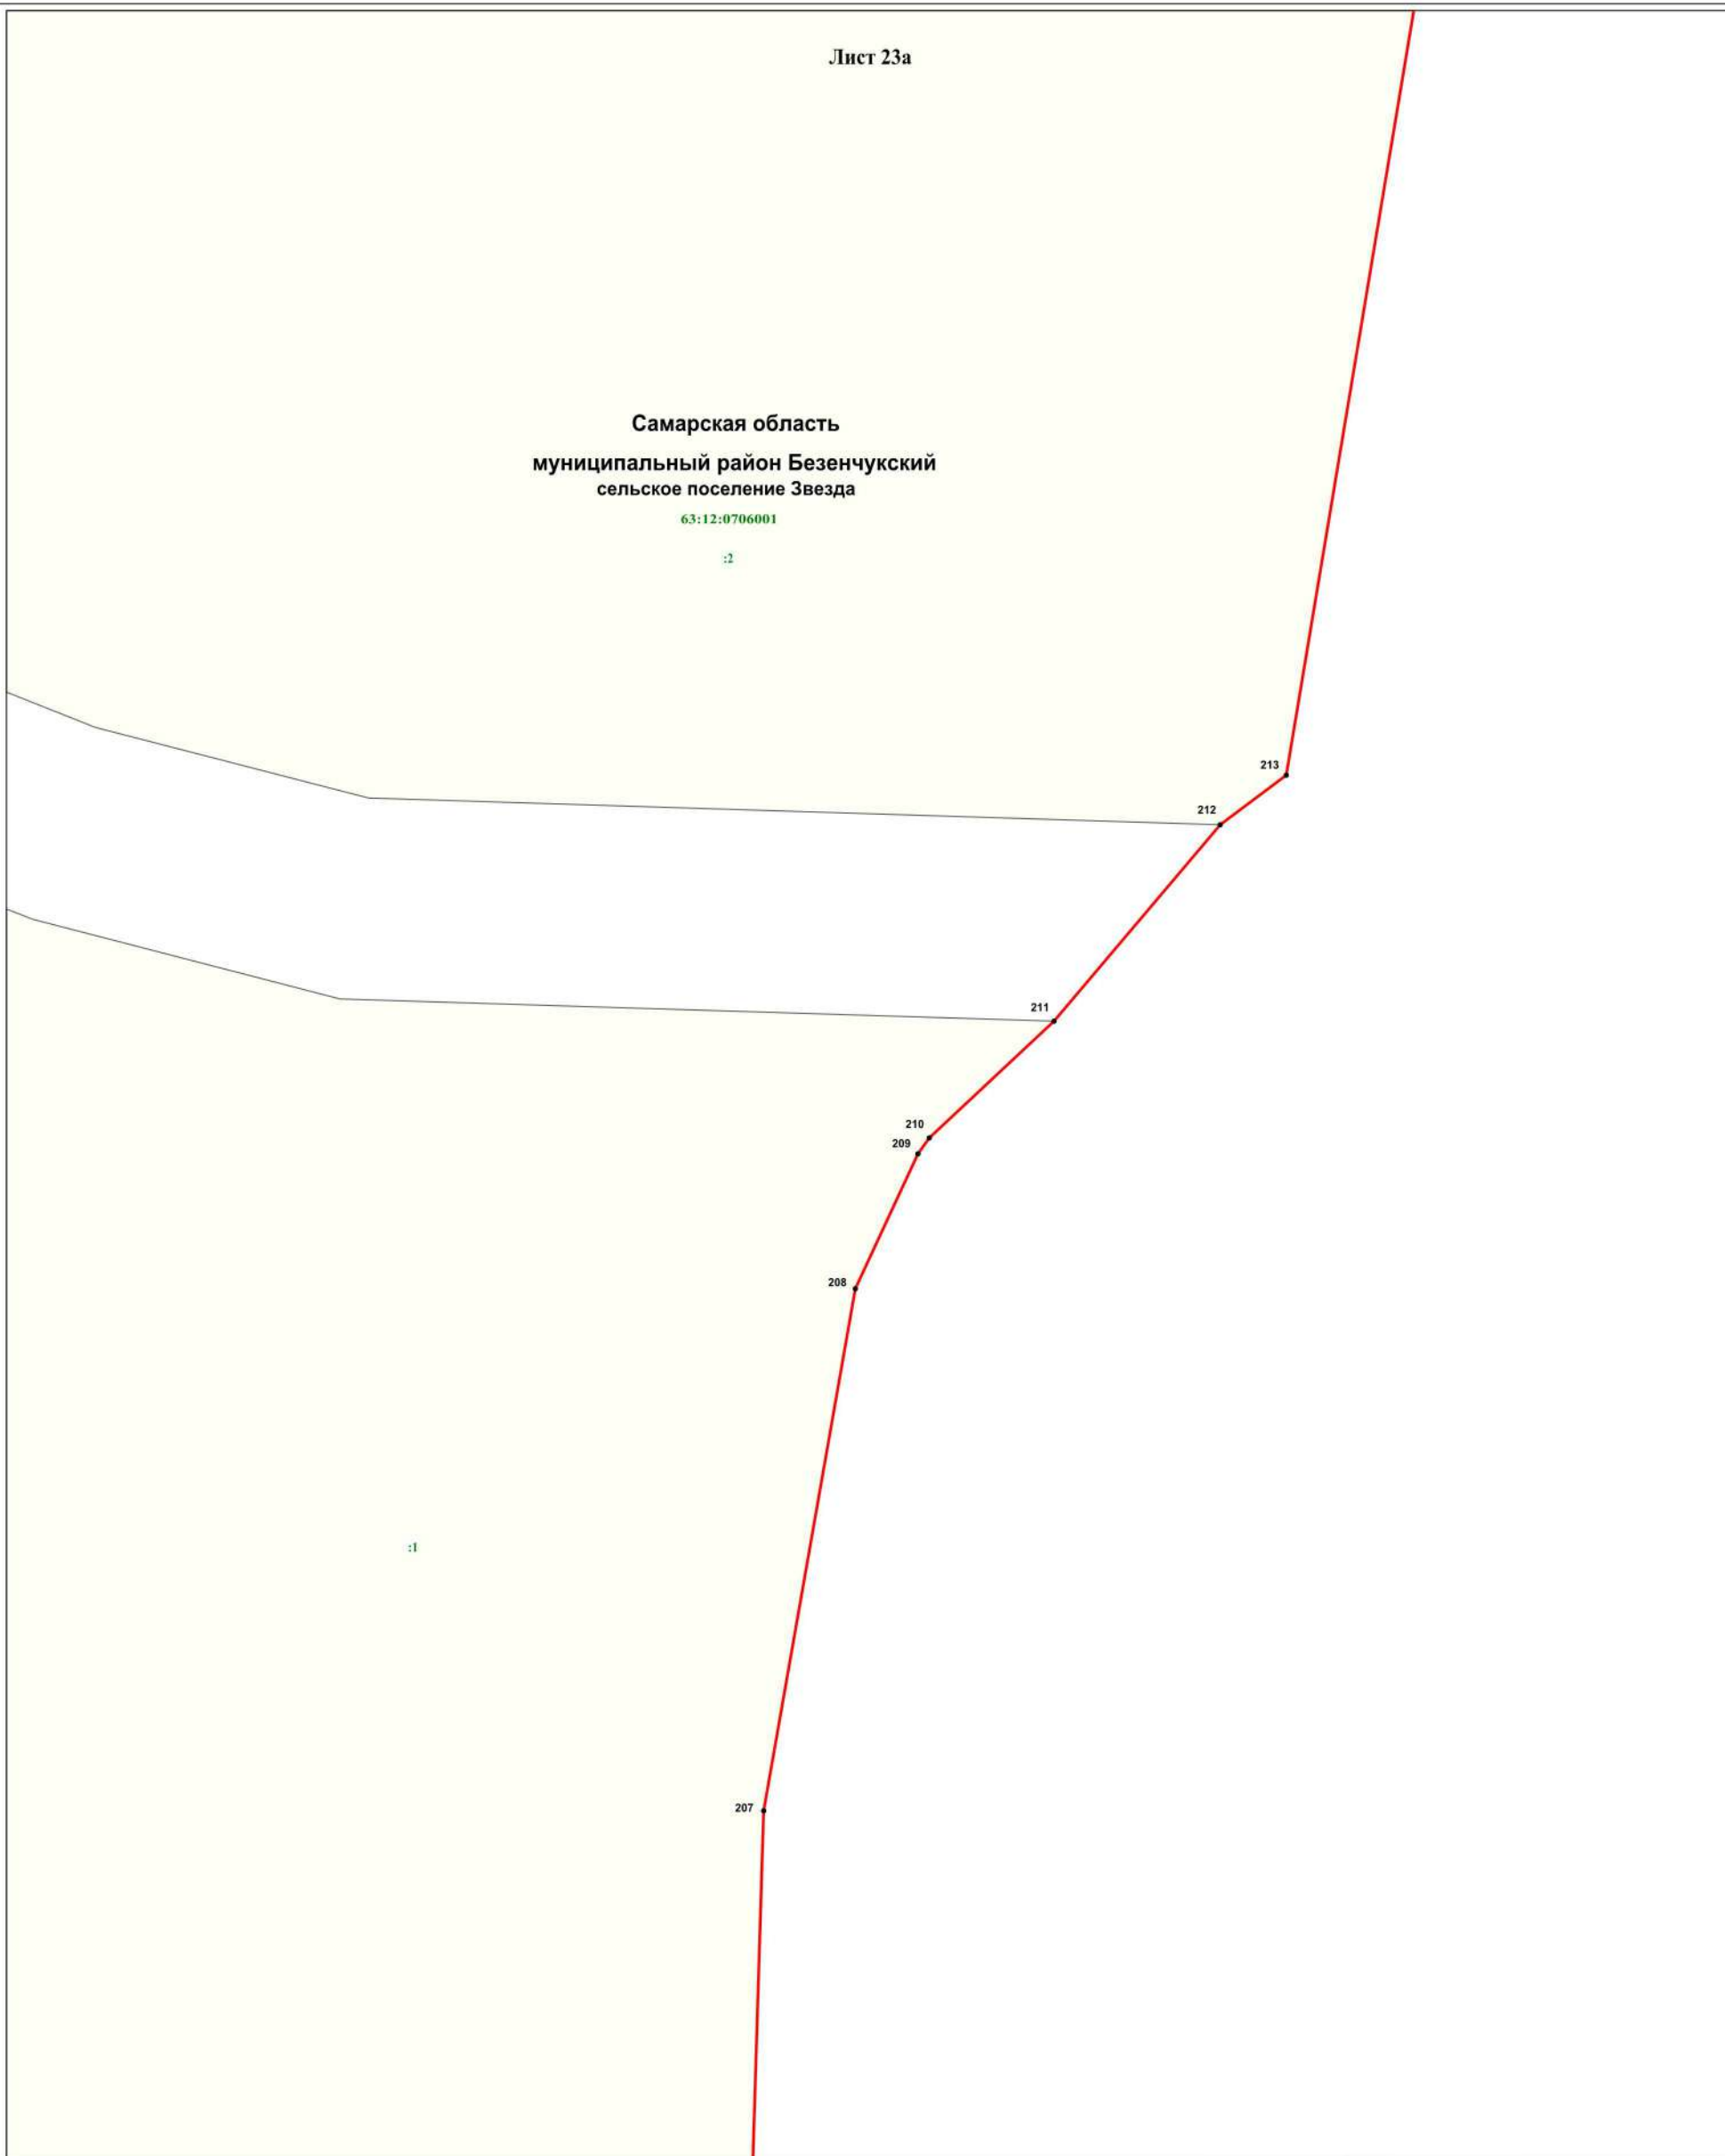 Лист 23а
Самарская область
муниципальный район Безенчукский
сельское поселение Звезда
63:12:0706001
:2
213
212
211
210
209
208
:1
207